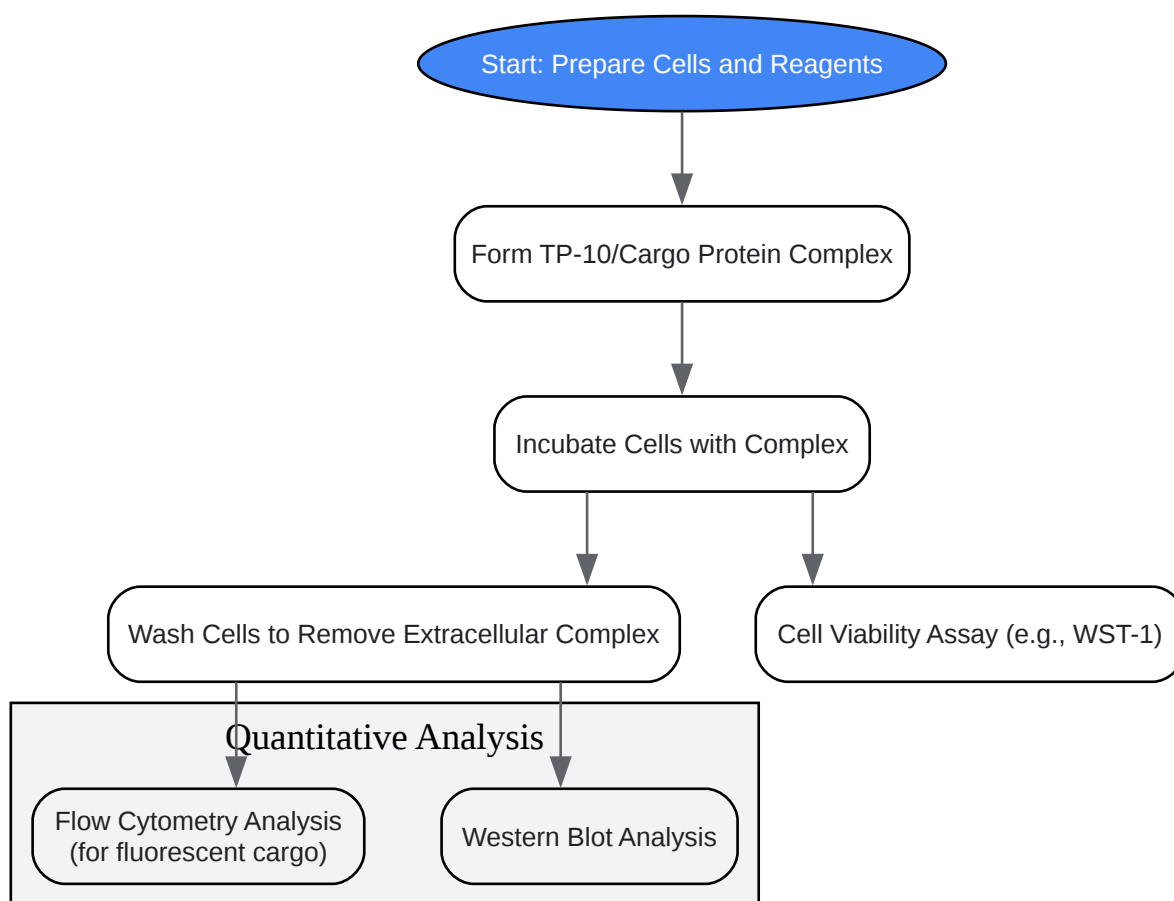 Start: Prepare Cells and Reagents
Form TP-10/Cargo Protein Complex
Incubate Cells with Complex
Wash Cells to Remove Extracellular Complex
Cell Viability Assay (e.g., WST-1)
Quantitative Analysis
Flow Cytometry Analysis
(for fluorescent cargo)
Western Blot Analysis